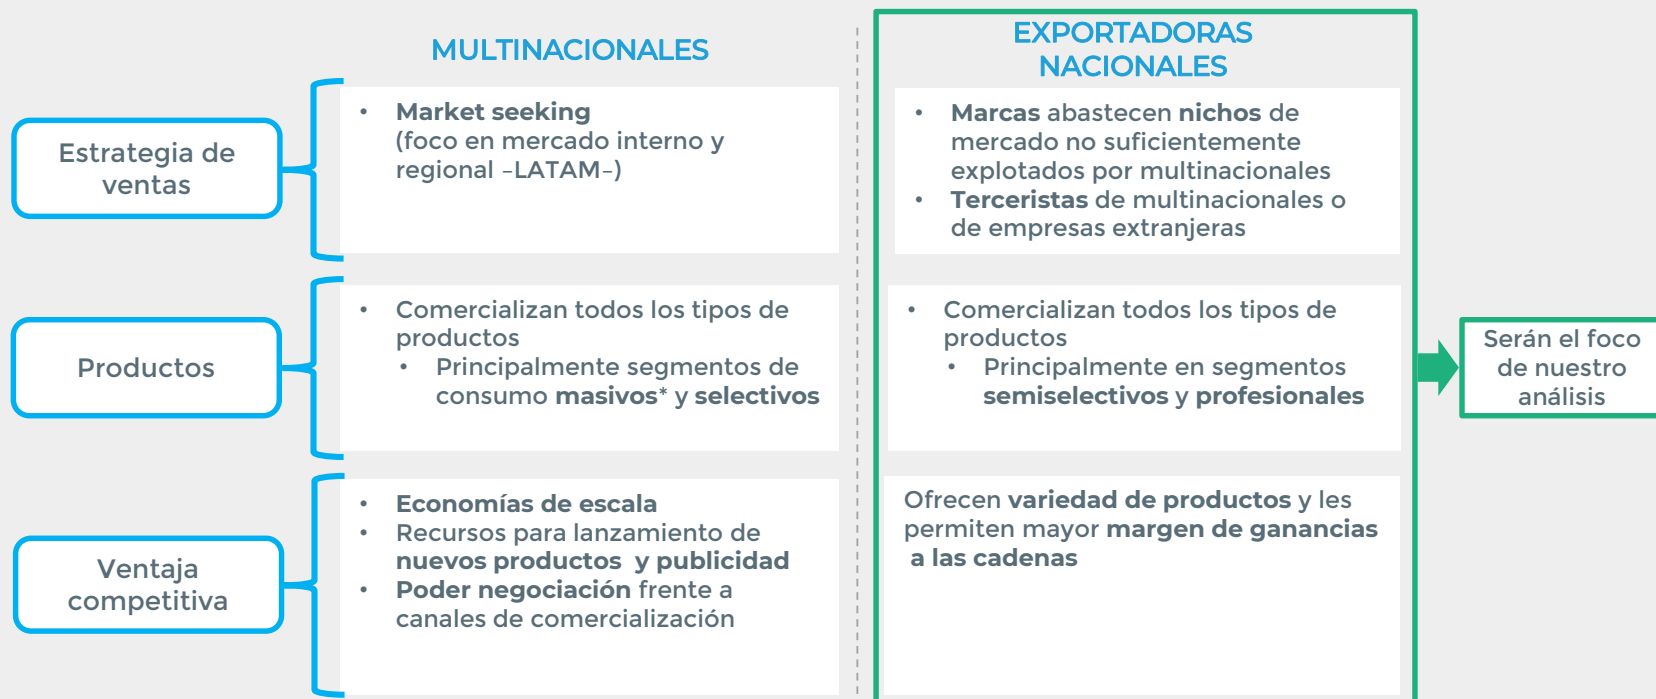 MULTINACIONALES
EXPORTADORAS
NACIONALES
Estrategia de
ventas
• Market seeking
(foco en mercado interno y
regional –LATAM–)
• Marcas abastecen nichos de
mercado no suficientemente
explotados por multinacionales
• Terceristas de multinacionales o
de empresas extranjeras
Productos
• Comercializan todos los tipos de
productos
• Principalmente segmentos de
consumo masivos* y selectivos
• Comercializan todos los tipos de
productos
• Principalmente en segmentos
semiselectivos y profesionales
Serán el foco
de nuestro
análisis
Ventaja
competitiva
• Economías de escala
• Recursos para lanzamiento de
nuevos productos y publicidad
• Poder negociación frente a
canales de comercialización
Ofrecen variedad de productos y les
permiten mayor margen de ganancias
a las cadenas